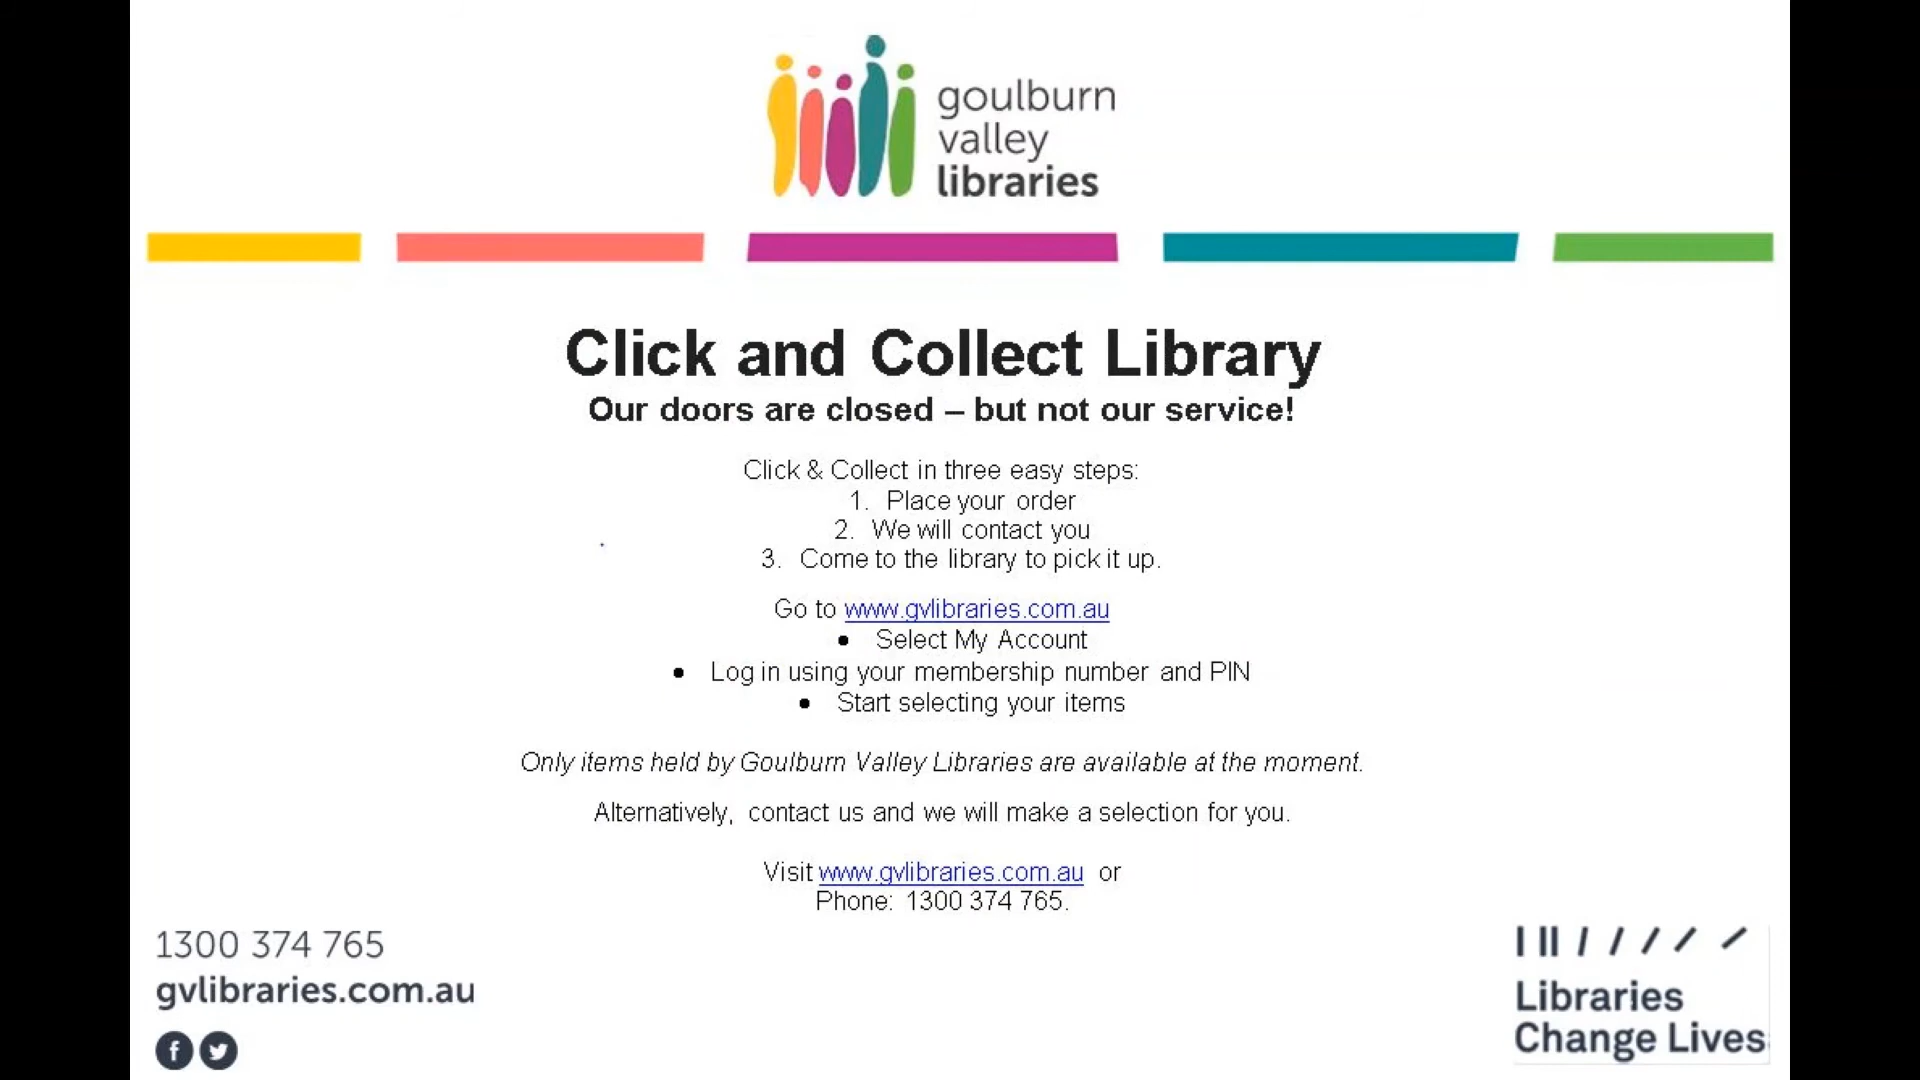 goulburn
valley
libraries
Click and Collect Library
Our doors are closed – but not our service!
Click & Collect in three easy steps:
1. Place your order
2. We will contact you
3. Come to the library to pick it up.
Go to www.gvlibraries.com.au
• Select My Account
• Log in using your membership number and PIN
• Start selecting your items
Only items held by Goulburn Valley Libraries are available at the moment.
Alternatively, contact us and we will make a selection for you.
Visit www.gvlibraries.com.au or
Phone: 1300 374 765.
1300 374 765
gvlibraries.com.au
Libraries
Change Lives